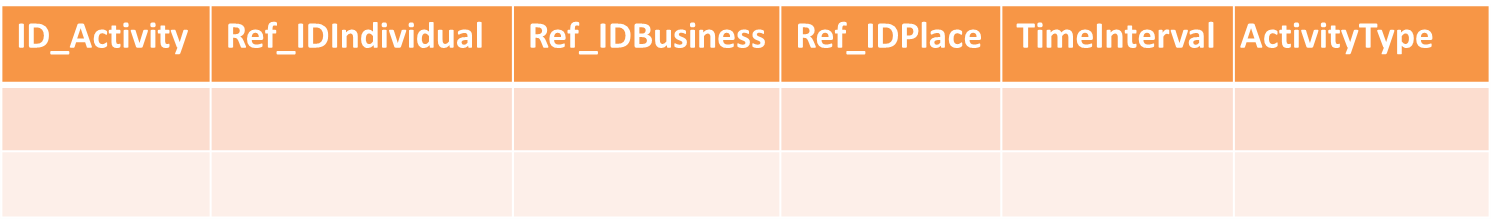 ID_Activity Ref_IDIndividual Ref_IDBusiness Ref_IDPlace TimeInterval ActivityType